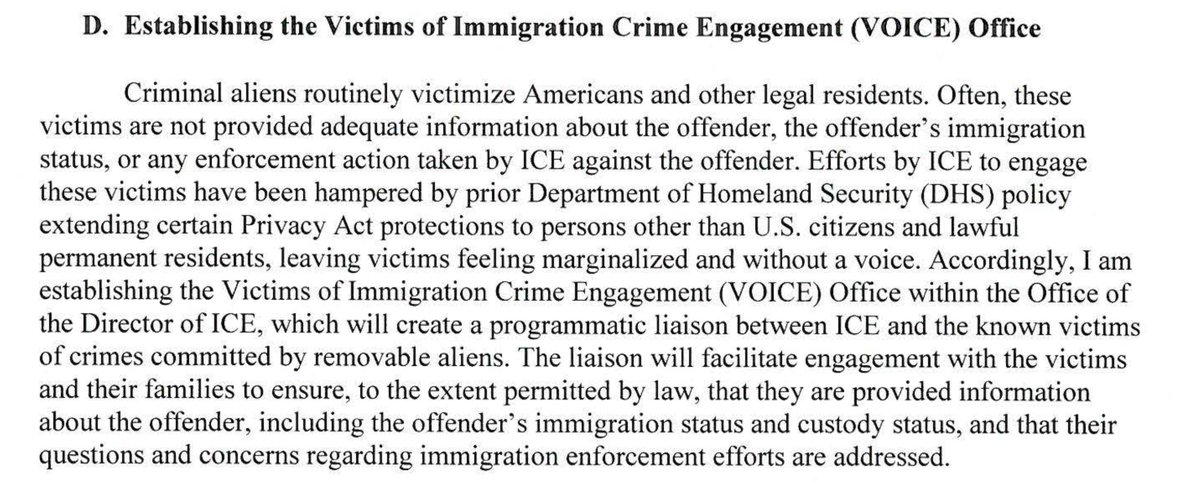 D. Establishing the Victims of Immigration Crime Engagement (VOICE) Office
Criminal aliens routinely victimize Americans and other legal residents. Often, these
victims are not provided adequate information about the offender, the offender’s immigration
status, or any enforcement action taken by ICE against the offender. Efforts by ICE to engage
these victims have been hampered by prior Department of Homeland Security (DHS) policy
extending certain Privacy Act protections to persons other than U.S. citizens and lawful
permanent residents, leaving victims feeling marginalized and without a voice. Accordingly, I am
establishing the Victims of Immigration Crime Engagement (VOICE) Office within the Office of
the Director of ICE, which will create a programmatic liaison between ICE and the known victims
of crimes committed by removable aliens. The liaison will facilitate engagement with the victims
and their families to ensure, to the extent permitted by law, that they are provided information
about the offender, including the offender’s immigration status and custody status, and that their
questions and concerns regarding immigration enforcement efforts are addressed.